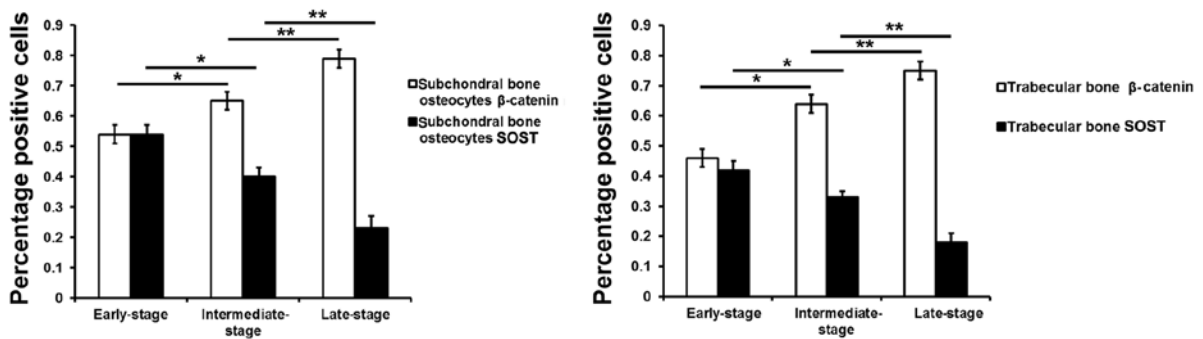 Percentage positive cells
0.9
0.8
0.7
0.6
0.5
0.4
0.3
0.2
0.1
0
**
**
*
*
Early-stage
Intermediate-
stage
Late-stage
Subchondral bone
osteocytes β-catenin
Subchondral bone
osteocytes SOST
Percentage positive cells
0.9
0.8
0.7
0.6
0.5
0.4
0.3
0.2
0.1
0
**
**
*
*
Early-stage
Intermediate-
stage
Late-stage
Trabecular bone β-catenin
Trabecular bone SOST